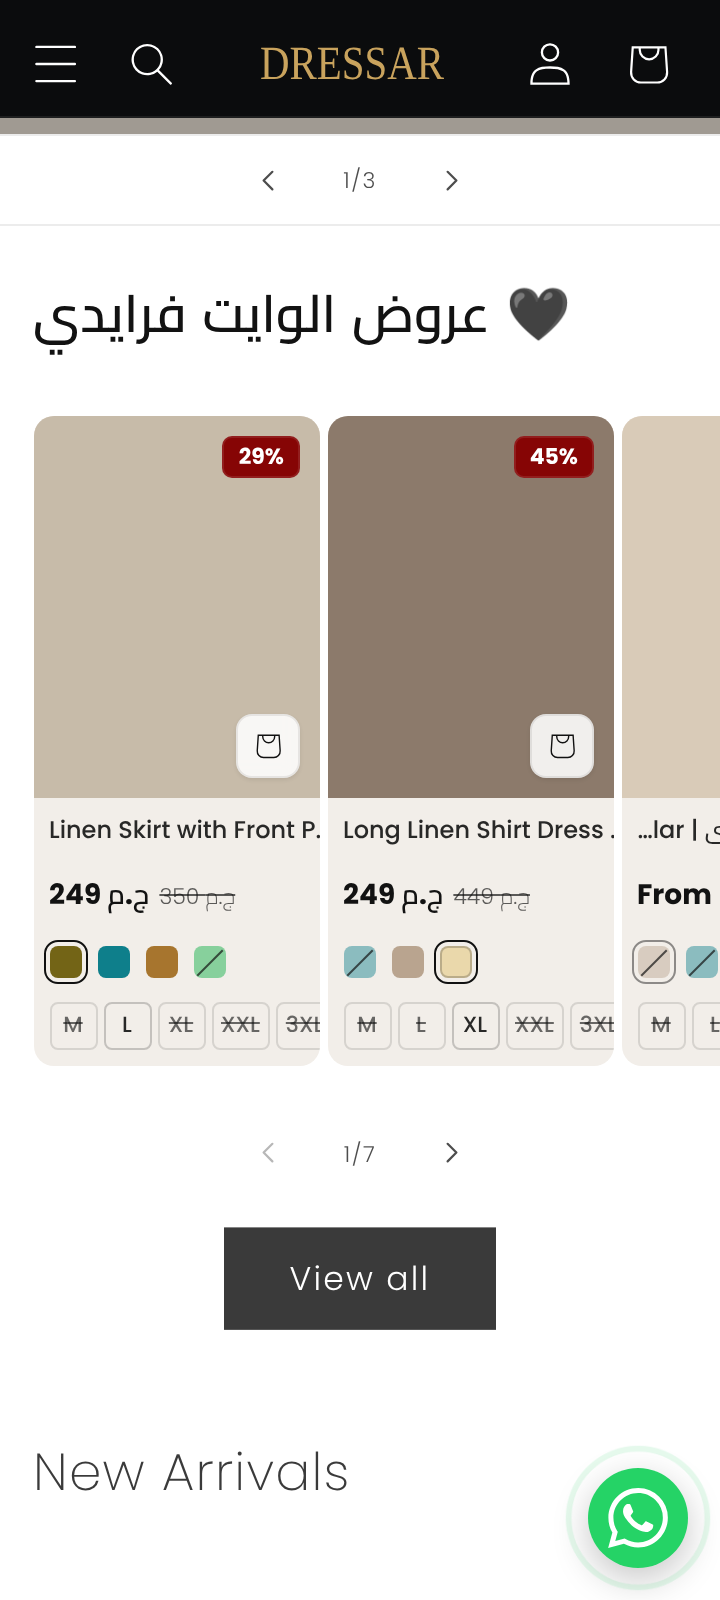 DRESSAR
1/3
عروض الوايت فرايدي 🖤
29%
45%
Linen Skirt with Front P.
Long Linen Shirt Dress .
...lar | ى
249 ج.م 350 ج.م
249 ج.م 449 ج.م
From
M L XL XXL 3XL
M L XL XXL 3XL
M L
1/7
View all
New Arrivals